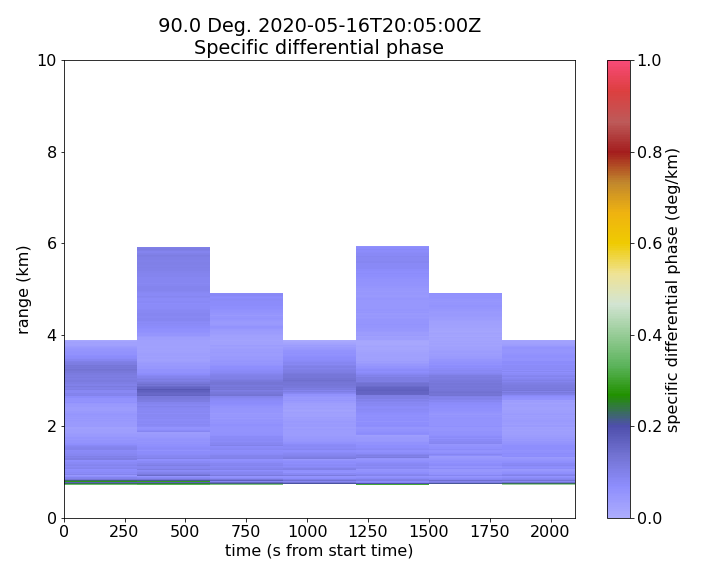 90.0 Deg. 2020-05-16T20:05:00Z
Specific differential phase
10
8
6
4
2
0
range (km)
0 250 500 750 1000 1250 1500 1750 2000
time (s from start time)
1.0
0.8
0.6
0.4
0.2
0.0
specific differential phase (deg/km)